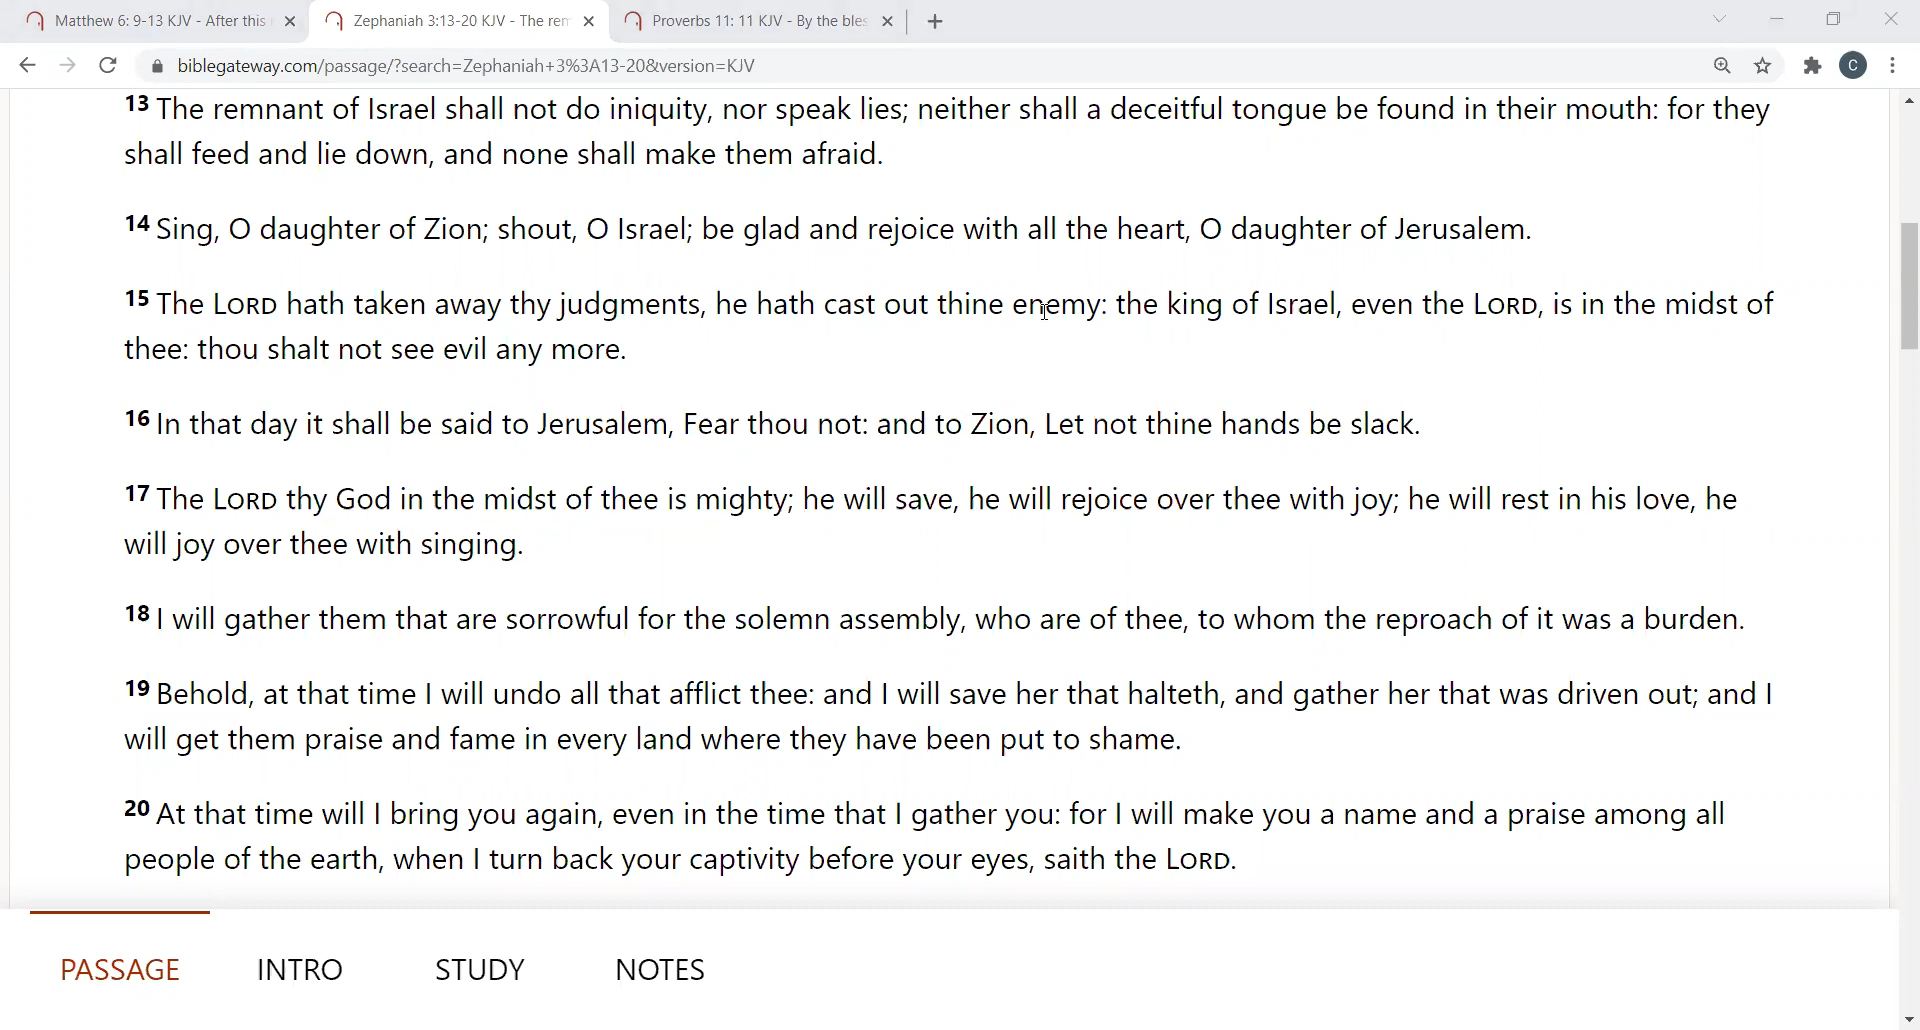 Matthew 6: 9-13 KJV - After this
Zephaniah 3:13-20 KJV - The rem
Proverbs 11: 11 KJV - By the bles
biblegateway.com/passage/?search=Zephaniah+3%3A13-20&version=KJV
C
13 The remnant of Israel shall not do iniquity, nor speak lies; neither shall a deceitful tongue be found in their mouth: for they
shall feed and lie down, and none shall make them afraid.
14 Sing, O daughter of Zion; shout, O Israel; be glad and rejoice with all the heart, O daughter of Jerusalem.
15 The LORD hath taken away thy judgments, he hath cast out thine enemy: the king of Israel, even the LORD, is in the midst of
thee: thou shalt not see evil any more.
16 In that day it shall be said to Jerusalem, Fear thou not: and to Zion, Let not thine hands be slack.
17 The LORD thy God in the midst of thee is mighty; he will save, he will rejoice over thee with joy; he will rest in his love, he
will joy over thee with singing.
18 I will gather them that are sorrowful for the solemn assembly, who are of thee, to whom the reproach of it was a burden.
19 Behold, at that time I will undo all that afflict thee: and I will save her that halteth, and gather her that was driven out; and I
will get them praise and fame in every land where they have been put to shame.
20 At that time will I bring you again, even in the time that I gather you: for I will make you a name and a praise among all
people of the earth, when I turn back your captivity before your eyes, saith the LORD.
PASSAGE INTRO STUDY NOTES